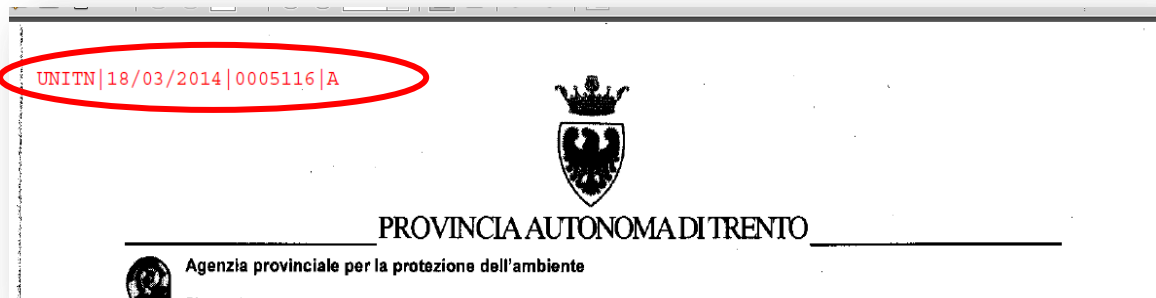 UNITN|18/03/2014|0005116|A
PROVINCIA AUTONOMA DI TRENTO
Agenzia provinciale per la protezione dell'ambiente